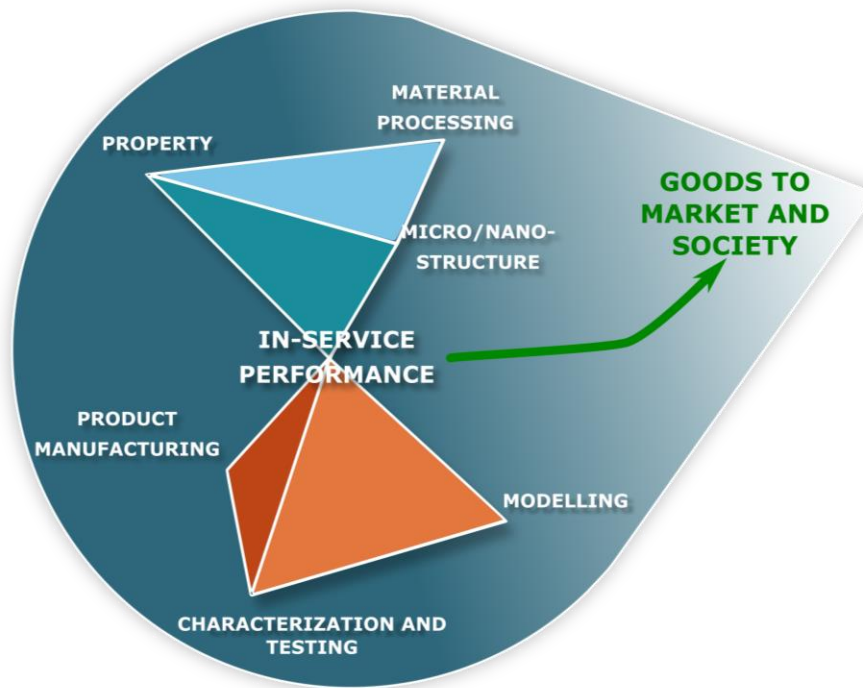 MATERIAL
PROCESSING
PROPERTY
GOODS TO
MARKET AND
SOCIETY
MICRO/NANO-
STRUCTURE
IN-SERVICE
PERFORMANCE
PRODUCT
MANUFACTURING
MODELLING
CHARACTERIZATION AND
TESTING